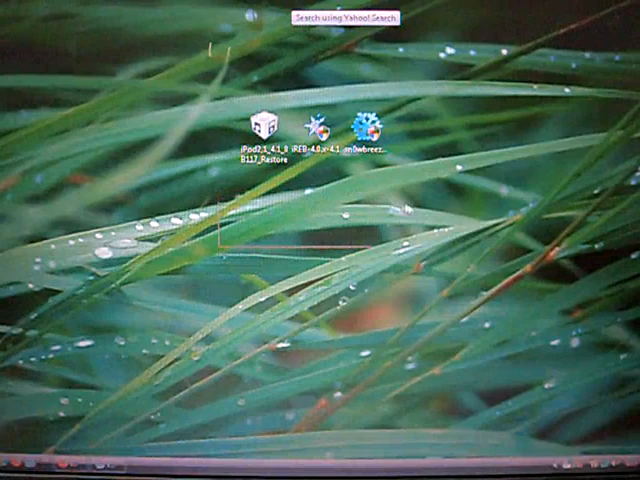 Search using Yahoo! Search
iPod2,1_4.1_8 iREB-4.0.x-4.1 sn0wbreez...
B117_Restore